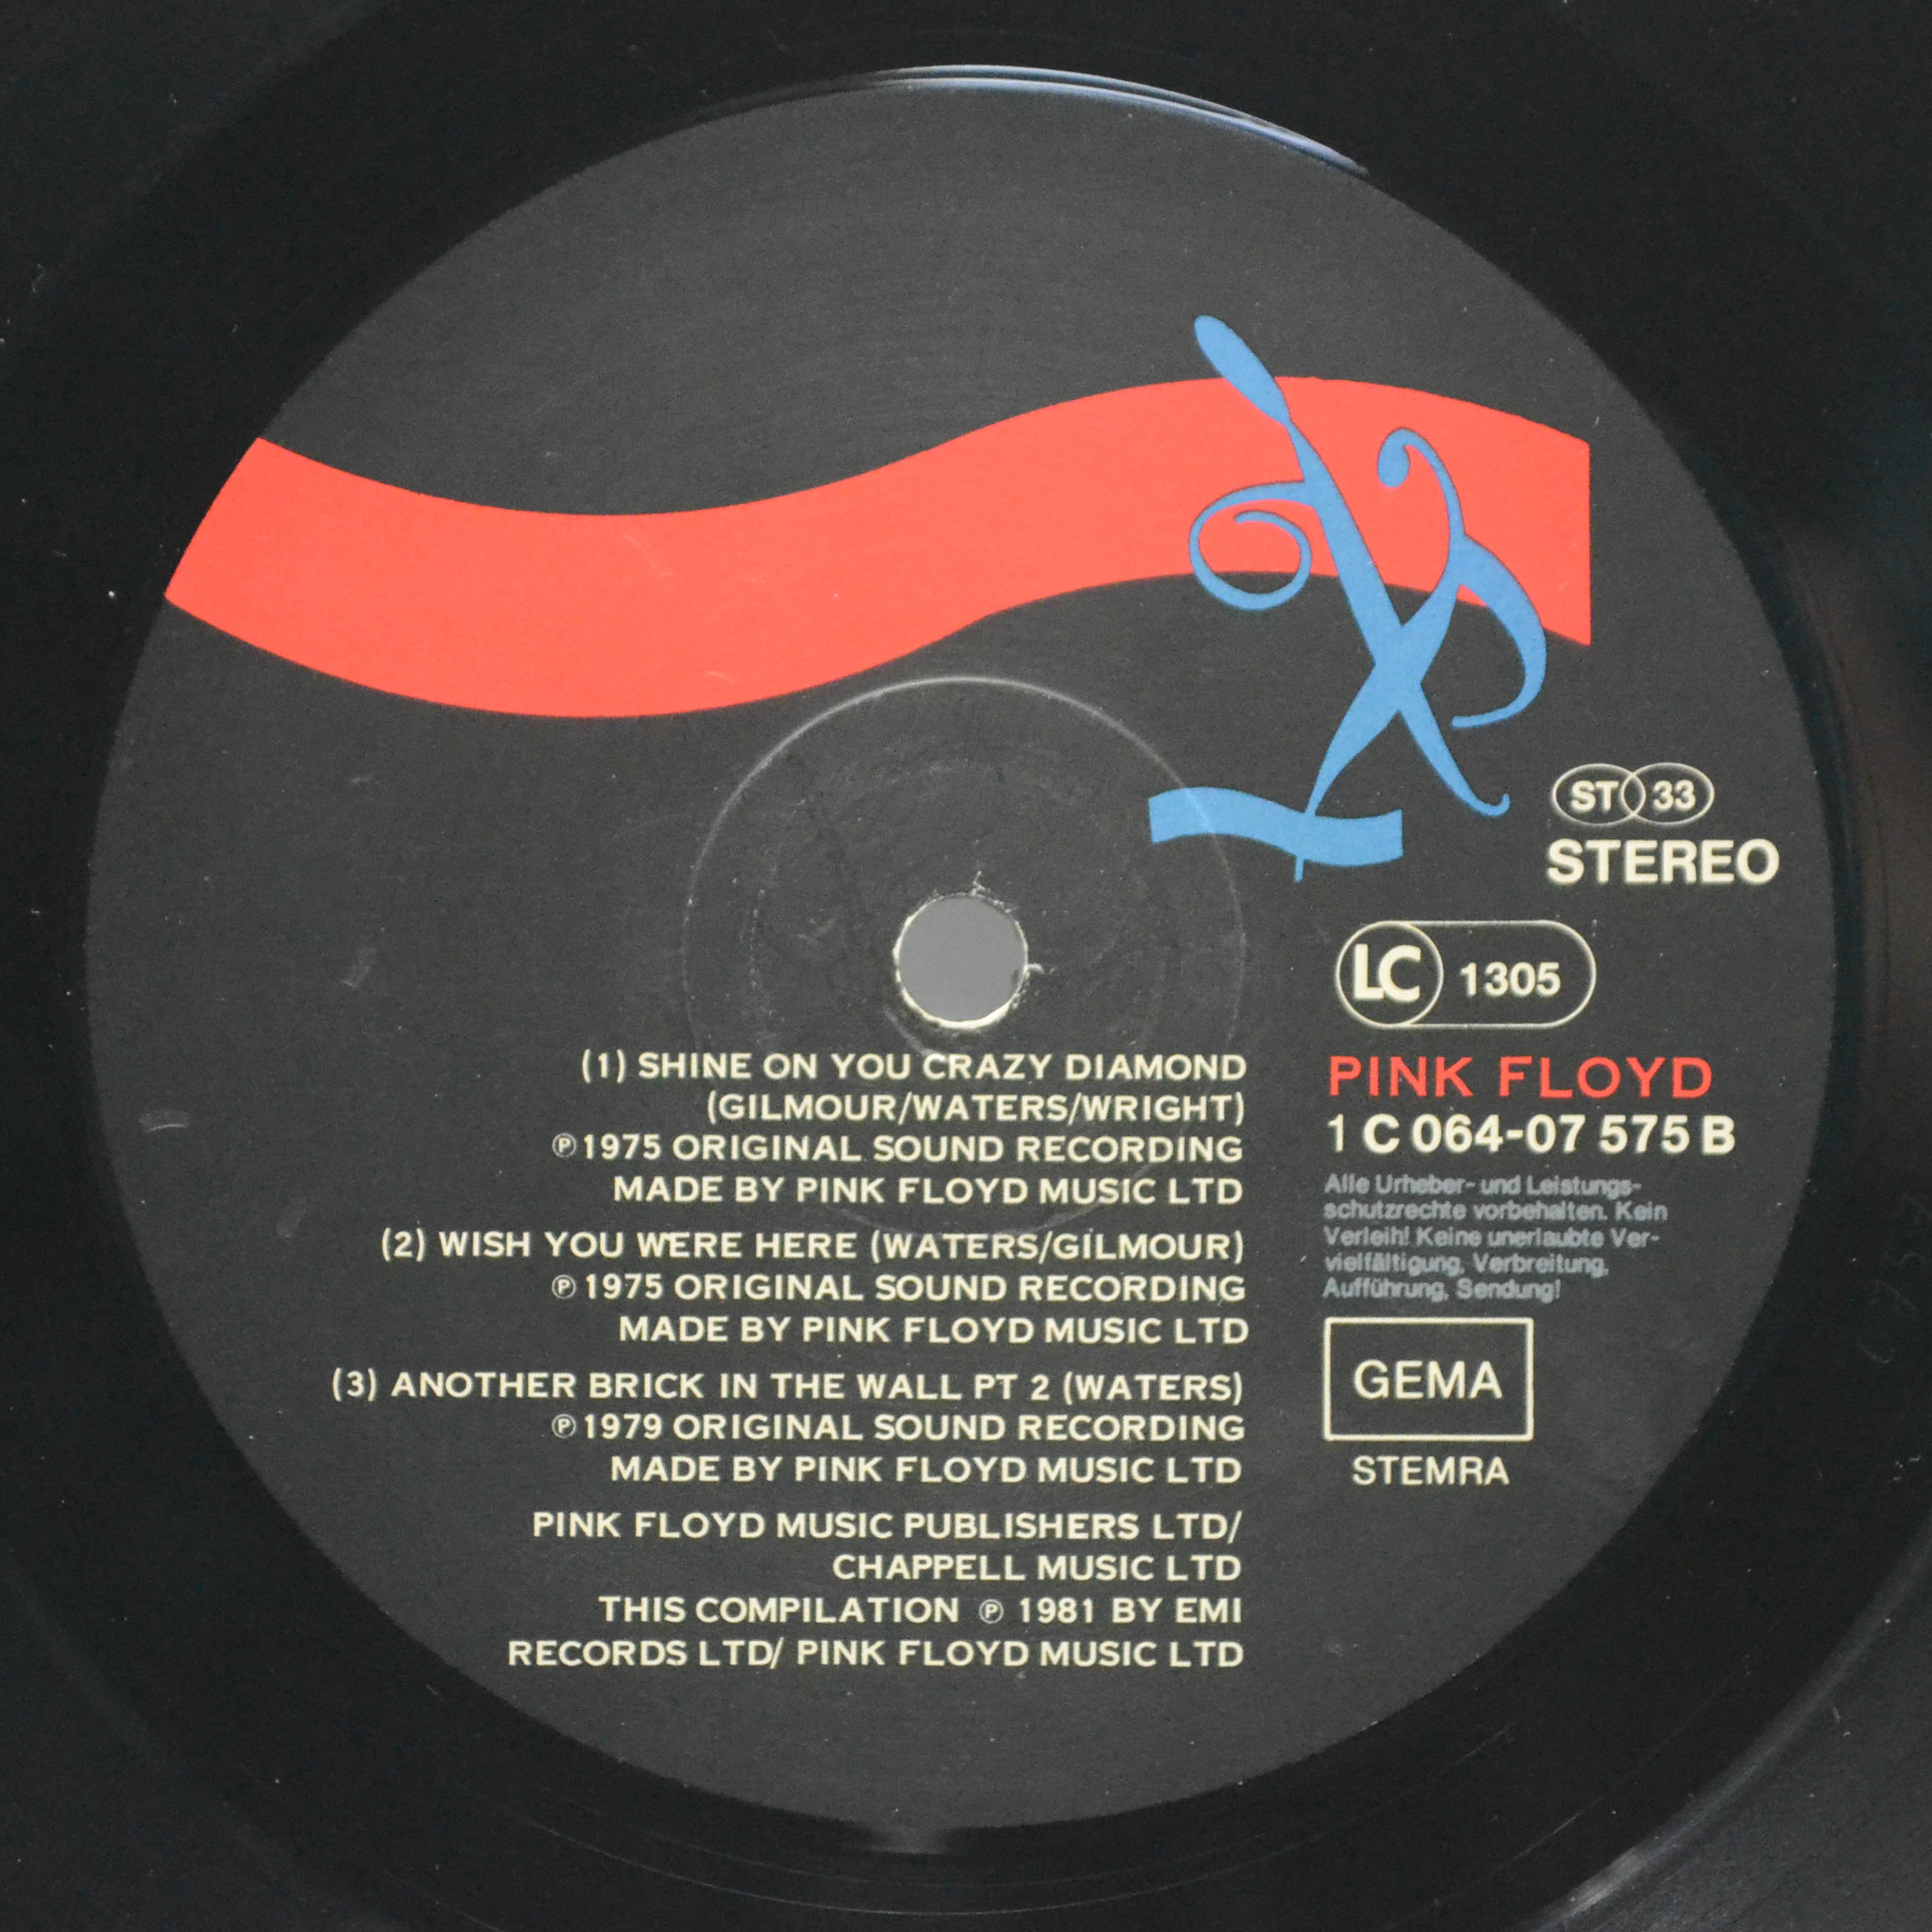 ST 33
STEREO
LC 1305
(1) SHINE ON YOU CRAZY DIAMOND
(GILMOUR/WATERS/WRIGHT)
℗1975 ORIGINAL SOUND RECORDING
MADE BY PINK FLOYD MUSIC LTD
(2) WISH YOU WERE HERE (WATERS/GILMOUR)
℗ 1975 ORIGINAL SOUND RECORDING
MADE BY PINK FLOYD MUSIC LTD
(3) ANOTHER BRICK IN THE WALL PT 2 (WATERS)
℗1979 ORIGINAL SOUND RECORDING
MADE BY PINK FLOYD MUSIC LTD
PINK FLOYD MUSIC PUBLISHERS LTD/
CHAPPELL MUSIC LTD
THIS COMPILATION ℗ 1981 BY EMI
RECORDS LTD/ PINK FLOYD MUSIC LTD
PINK FLOYD
1 C 064-07 575 B
Alle Urheber- und Leistungs-
schutzrechte vorbehalten. Kein
Verleih! Keine unerlaubte Ver-
vielfältigung, Verbreitung,
Aufführung, Sendung!
GEMA
STEMRA